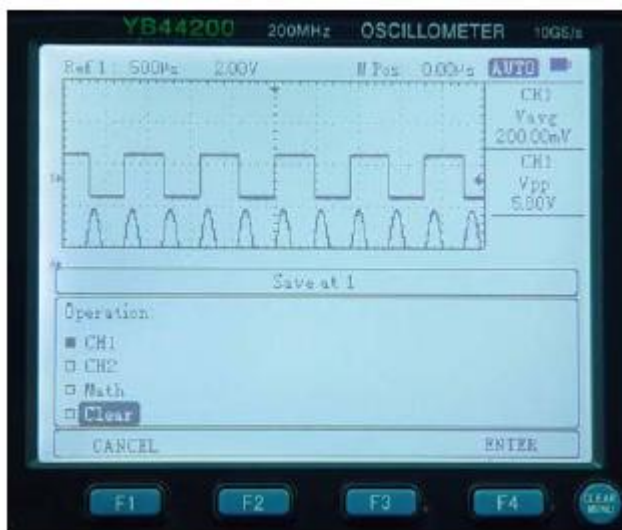 YB44200 200MHz OSCILLOMETER 10GS/s
Ref 1 500μs 2.00V M Pos: 0.00μs AUTO
CH1
Vavg
200.00mV
CH1
Vpp
5.80V
Save at 1
Operation
CH1
CH2
Math
Clear
CANCEL ENTER
F1 F2 F3 F4 CLEAR MENU